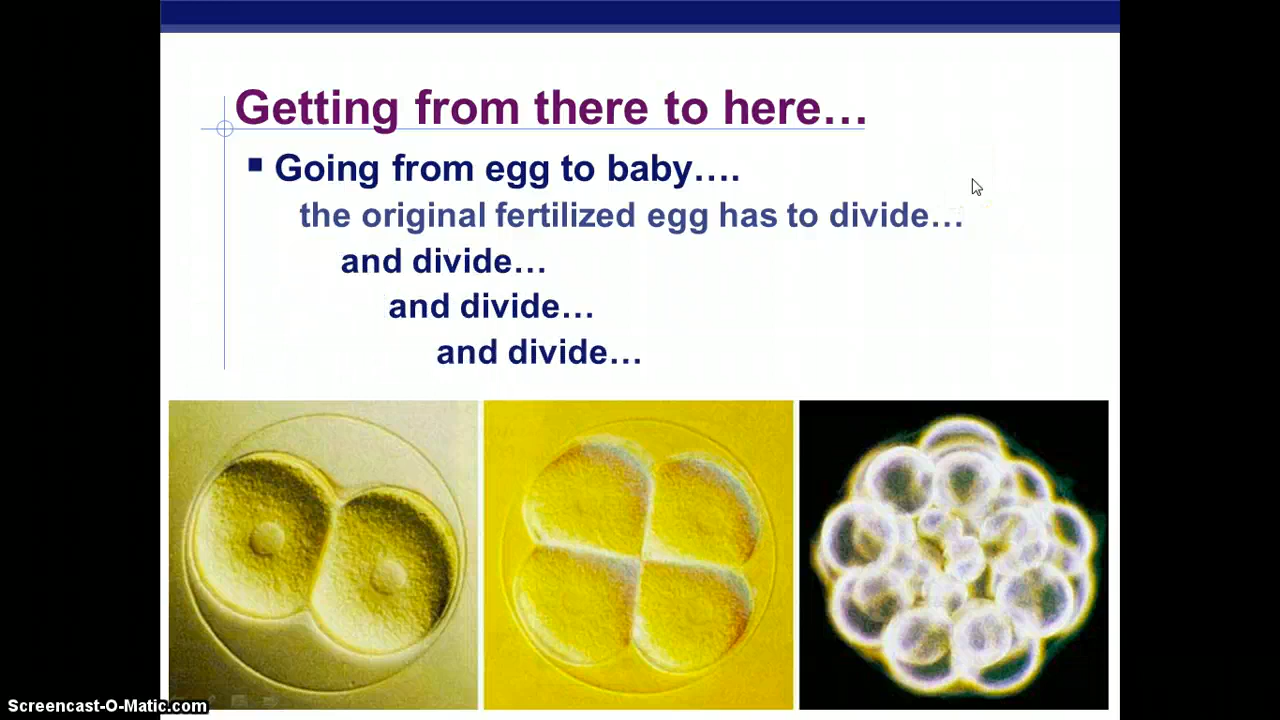 Getting from there to here…
Going from egg to baby….
the original fertilized egg has to divide…
and divide…
and divide…
and divide…
Screencast-O-Matic.com